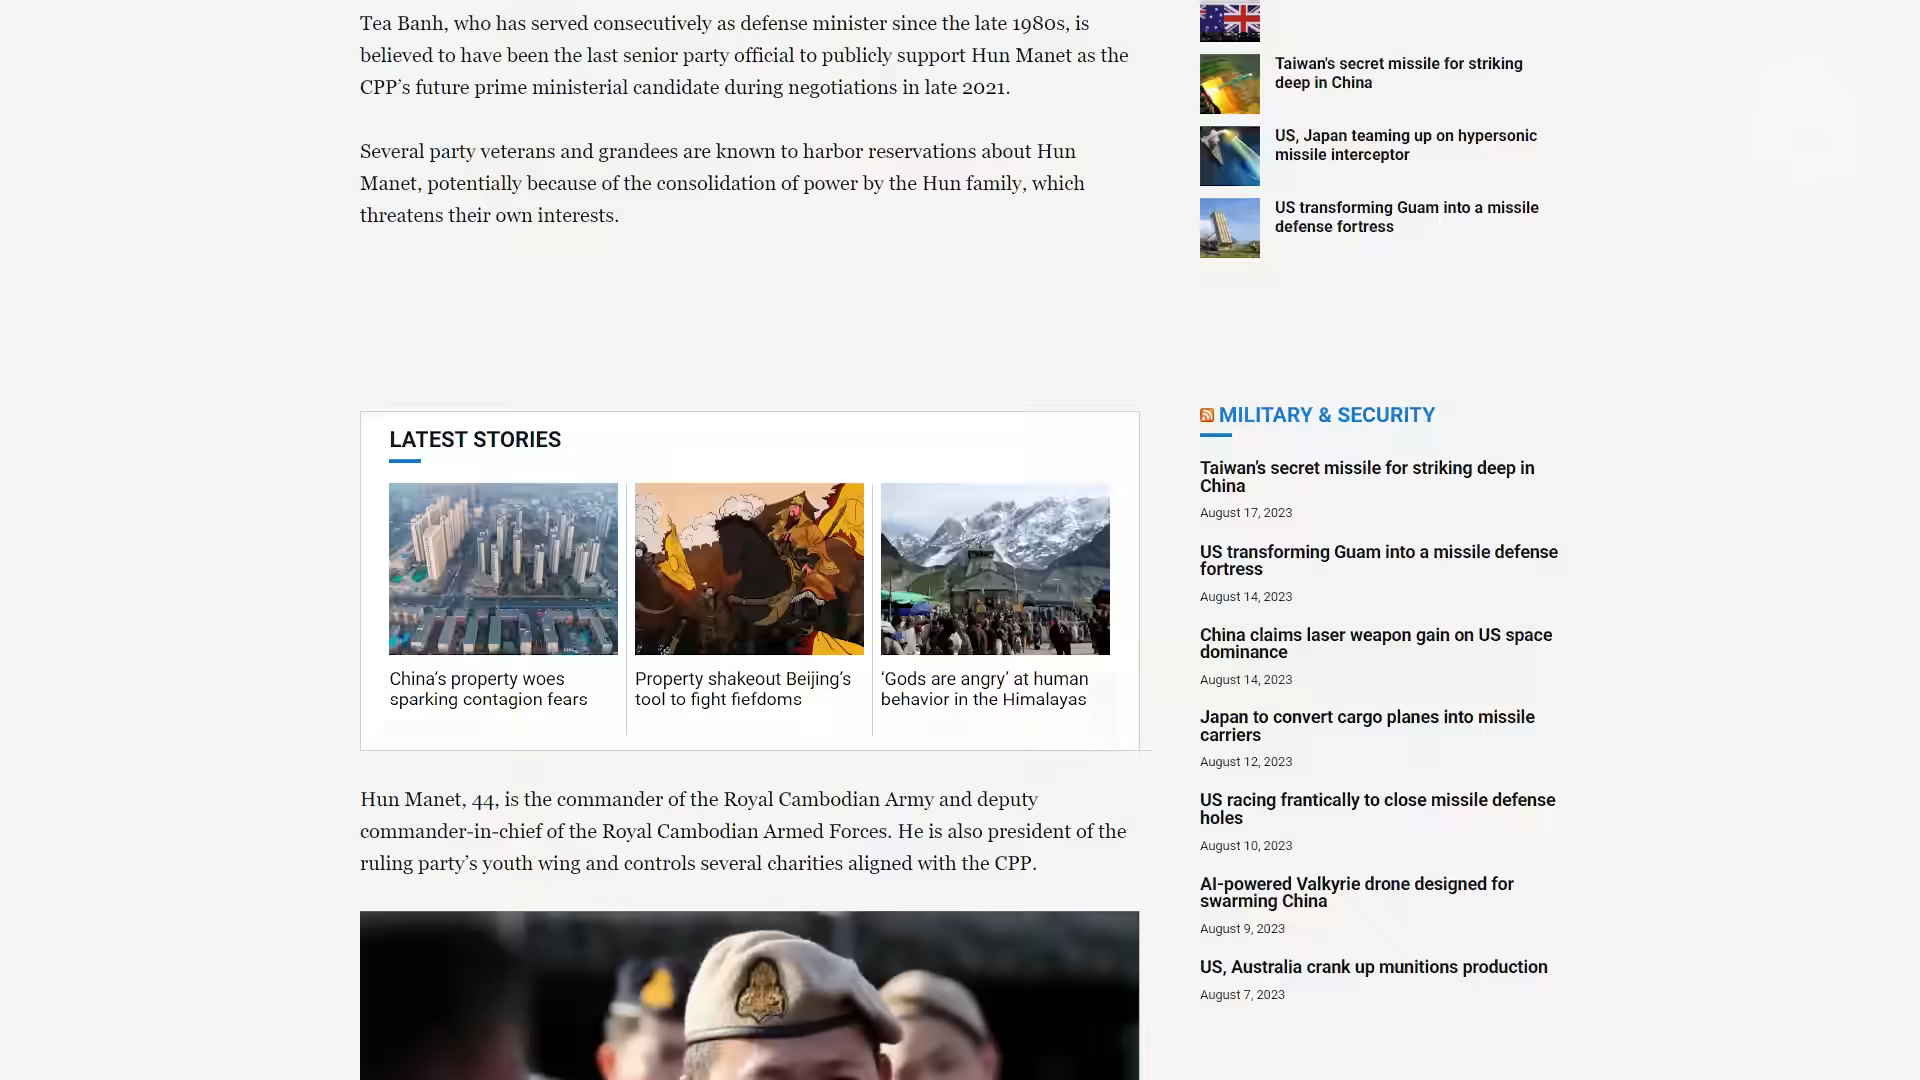 Tea Banh, who has served consecutively as defense minister since the late 1980s, is
believed to have been the last senior party official to publicly support Hun Manet as the
CPP’s future prime ministerial candidate during negotiations in late 2021.
Several party veterans and grandees are known to harbor reservations about Hun
Manet, potentially because of the consolidation of power by the Hun family, which
threatens their own interests.
LATEST STORIES
China’s property woes
sparking contagion fears
Property shakeout Beijing’s
tool to fight fiefdoms
‘Gods are angry’ at human
behavior in the Himalayas
Hun Manet, 44, is the commander of the Royal Cambodian Army and deputy
commander-in-chief of the Royal Cambodian Armed Forces. He is also president of the
ruling party’s youth wing and controls several charities aligned with the CPP.
Taiwan's secret missile for striking
deep in China
US, Japan teaming up on hypersonic
missile interceptor
US transforming Guam into a missile
defense fortress
MILITARY & SECURITY
Taiwan’s secret missile for striking deep in
China
August 17, 2023
US transforming Guam into a missile defense
fortress
August 14, 2023
China claims laser weapon gain on US space
dominance
August 14, 2023
Japan to convert cargo planes into missile
carriers
August 12, 2023
US racing frantically to close missile defense
holes
August 10, 2023
AI-powered Valkyrie drone designed for
swarming China
August 9, 2023
US, Australia crank up munitions production
August 7, 2023